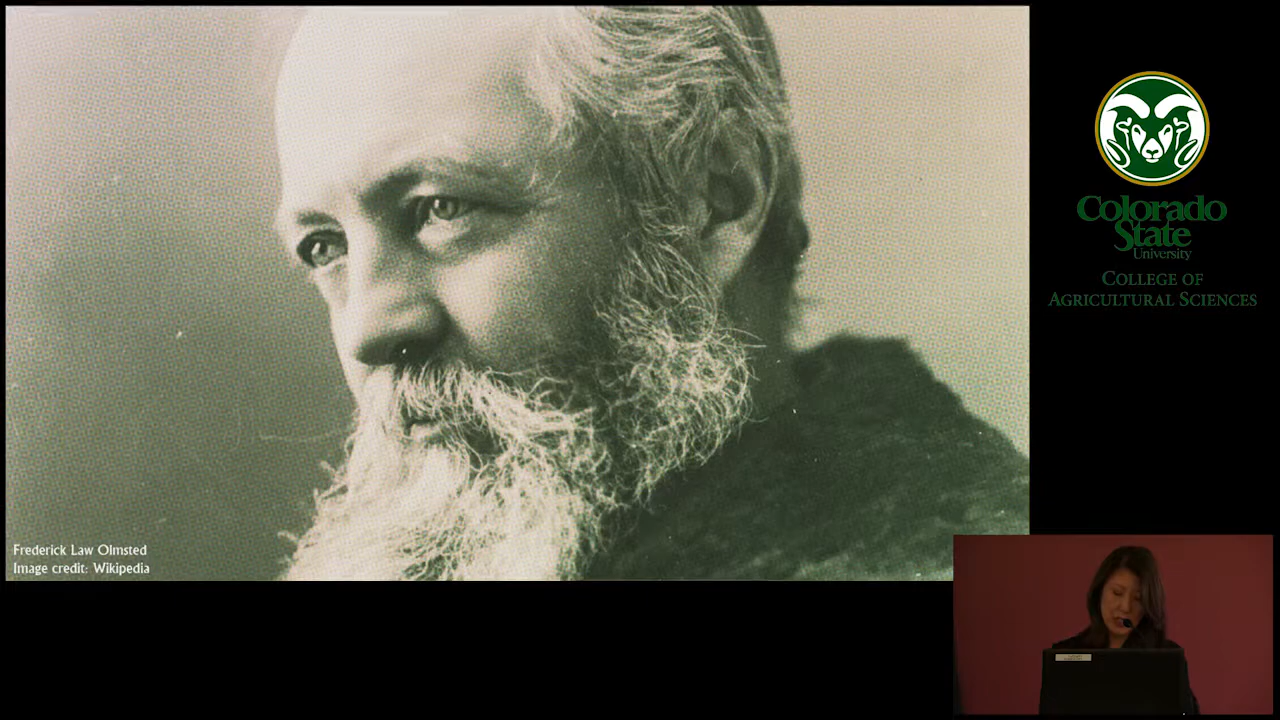 Colorado
State
University
COLLEGE OF
AGRICULTURAL SCIENCES
Frederick Law Olmsted
Image credit: Wikipedia